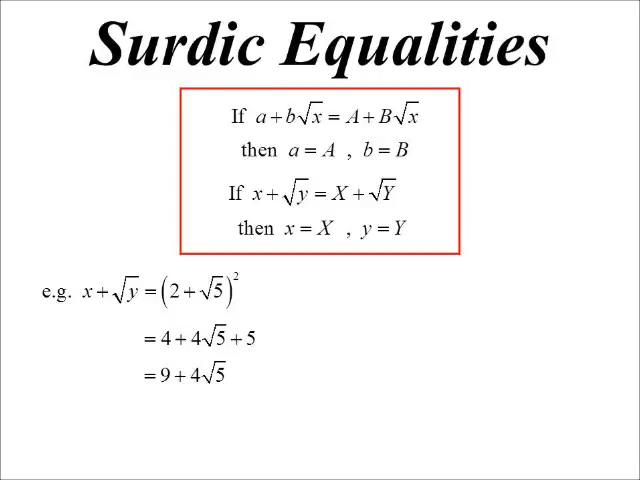 Surdic Equalities
If a + b√x = A + B√x
then a = A , b = B
If x + √y = X + √Y
then x = X , y = Y
e.g. x + √y = (2 + √5)²
= 4 + 4√5 + 5
= 9 + 4√5